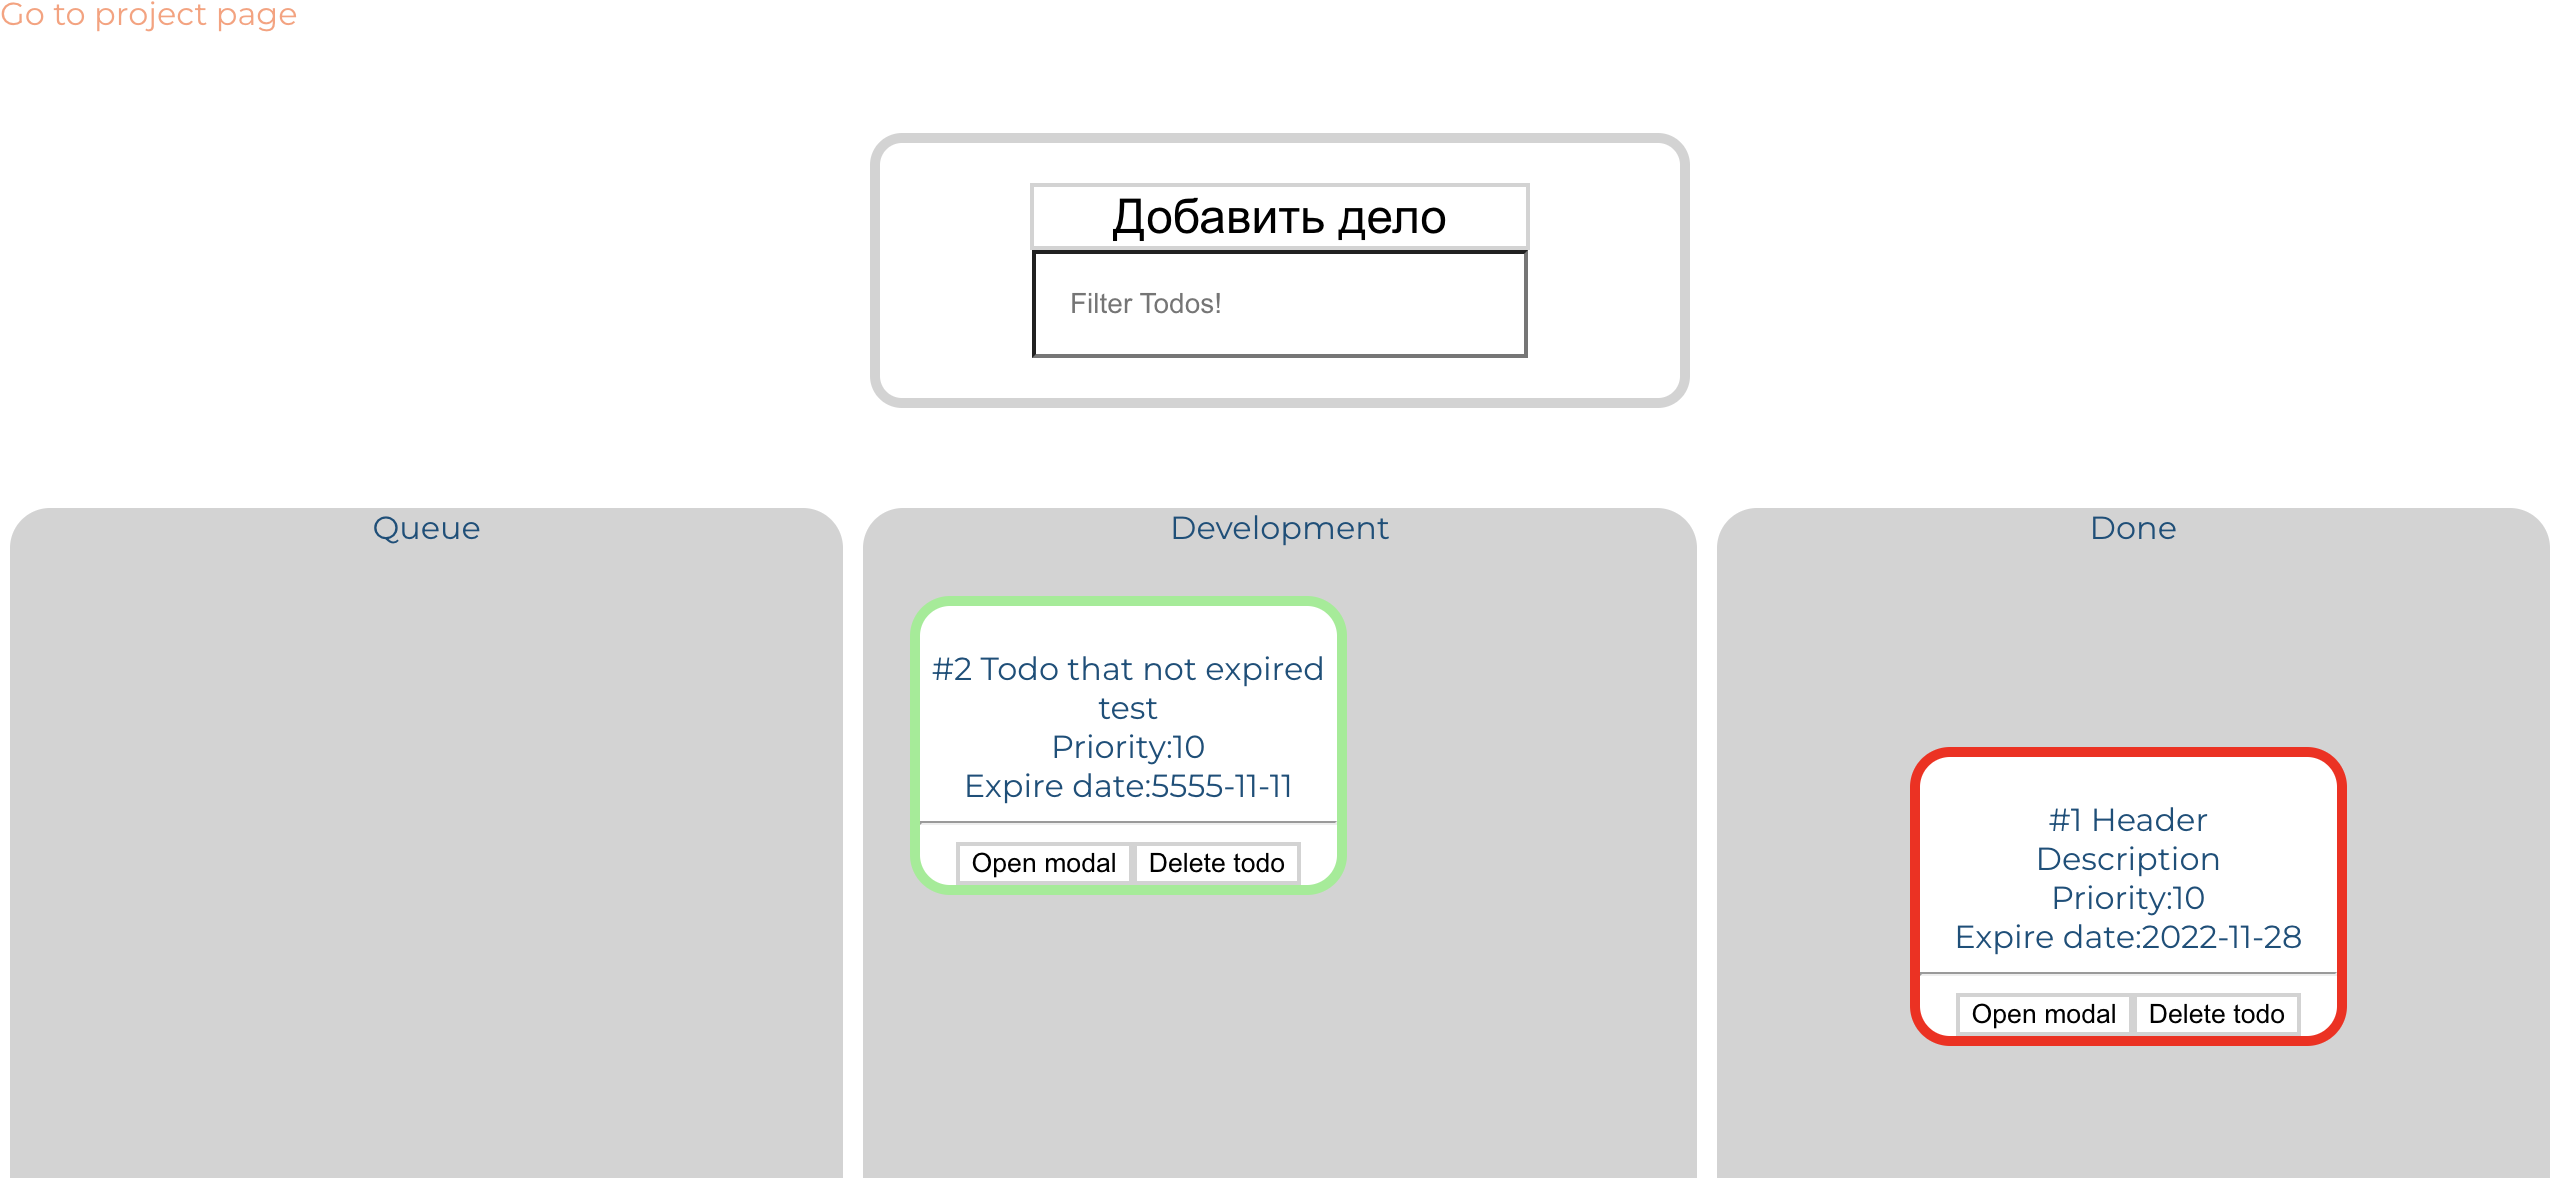 Go to project page
Добавить дело
Filter Todos!
Queue
Development
Done
#2 Todo that not expired
test
Priority:10
Expire date:5555-11-11
Open modal
Delete todo
#1 Header
Description
Priority:10
Expire date:2022-11-28
Open modal
Delete todo